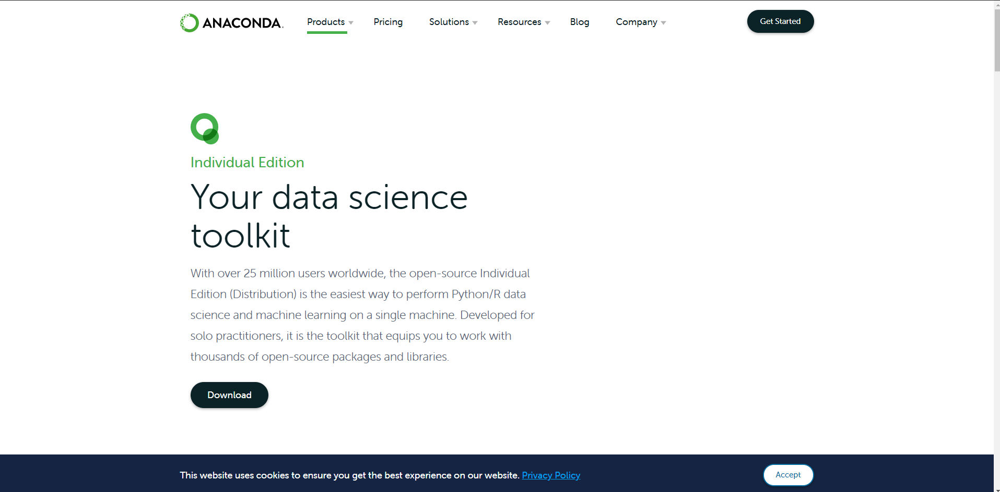 ANACONDA.
Products
Pricing
Solutions
Resources
Blog
Company
Get Started
Individual Edition
Your data science
toolkit
With over 25 million users worldwide, the open-source Individual
Edition (Distribution) is the easiest way to perform Python/R data
science and machine learning on a single machine. Developed for
solo practitioners, it is the toolkit that equips you to work with
thousands of open-source packages and libraries.
Download
This website uses cookies to ensure you get the best experience on our website. Privacy Policy
Accept